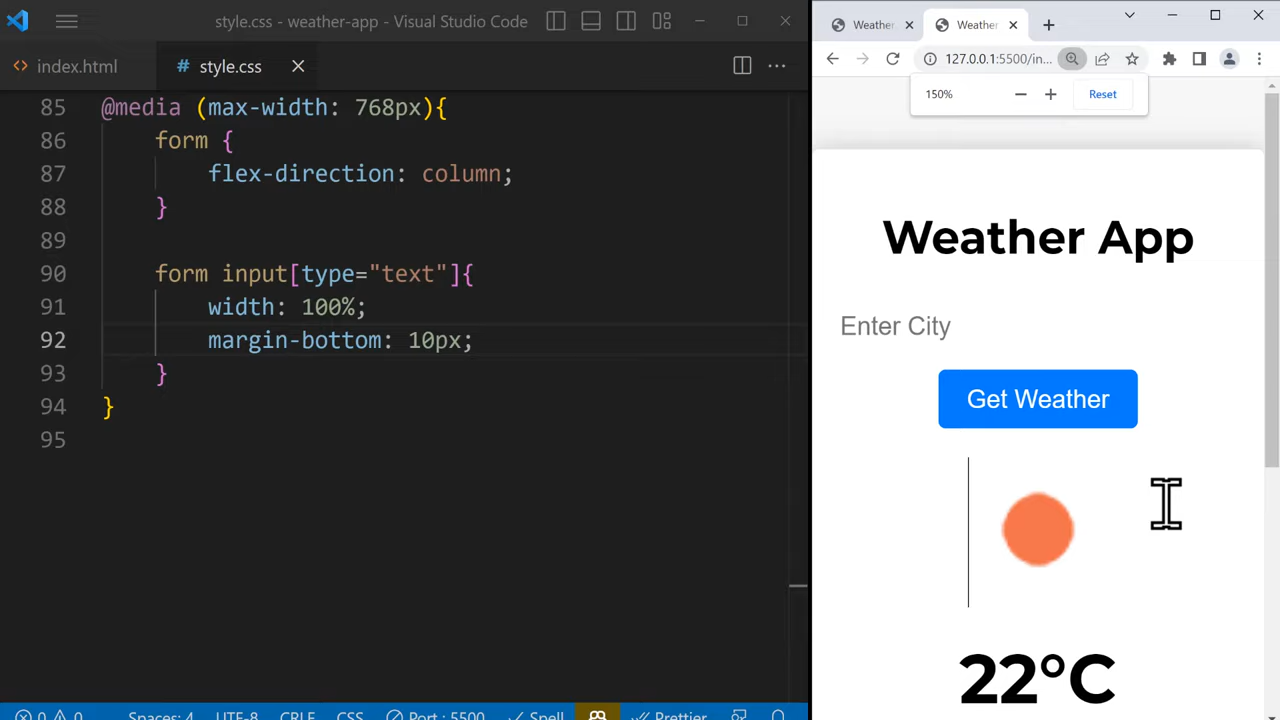 style.css - weather-app - Visual Studio Code
index.html
# style.css
85 @media (max-width: 768px){
86 form {
87 flex-direction: column;
88 }
89
90 form input[type="text"]{
91 width: 100%;
92 margin-bottom: 10px;
93 }
94 }
95
0 0 Spaces: 4 UTF-8 CRLF CSS Port : 5500 Spell Prettier
Weather
Weather
127.0.0.1:5500/in...
150% Reset
Weather App
Enter City
Get Weather
22°C